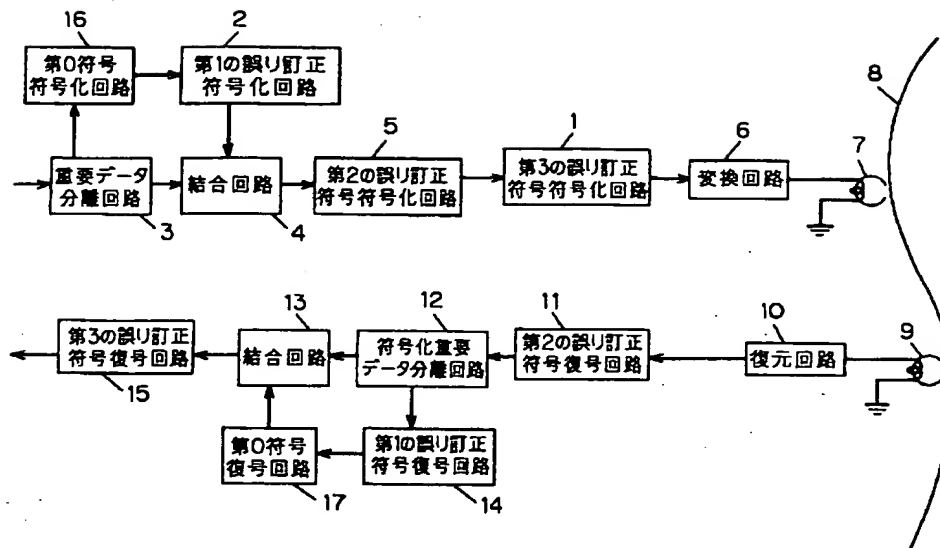 16
2
第0符号
符号化回路
第1の誤り訂正
符号化回路
8
5
1
6
7
重要データ
分離回路
結合回路
第2の誤り訂正
符号符号化回路
第3の誤り訂正
符号符号化回路
変換回路
3
4
13
12
11
10
9
第3の誤り訂正
符号復号回路
結合回路
符号化重要
データ分離回路
第2の誤り訂正
符号復号回路
復元回路
15
第0符号
復号回路
第1の誤り訂正
符号復号回路
17
14